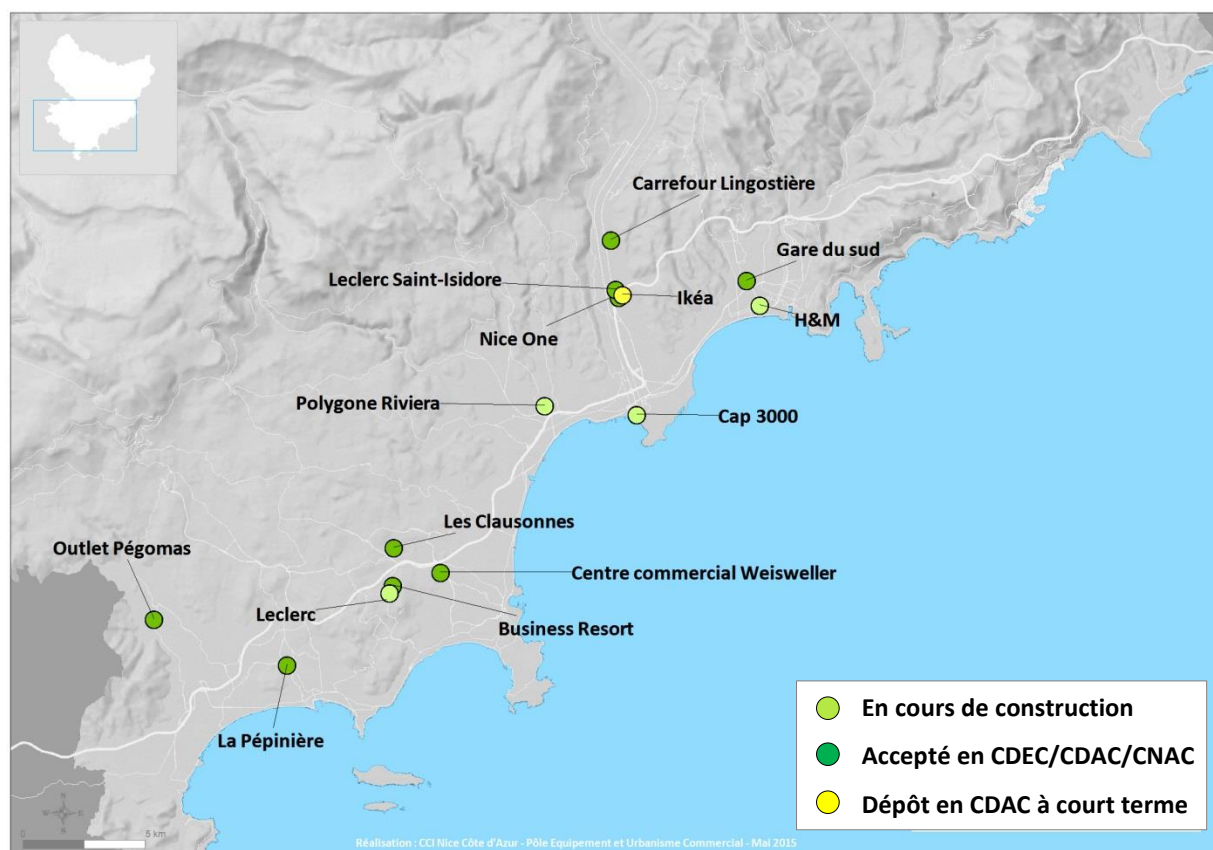 Carrefour Lingostière
Gare du sud
Leclerc Saint-Isidore
Ikéa
H&M
Nice One
Polygone Riviera
Cap 3000
Les Clausonnes
Outlet Pégomas
Centre commercial Weisweller
Leclerc
Business Resort
La Pépinière
En cours de construction
Accepté en CDEC/CDAC/CNAC
Dépôt en CDAC à court terme
N
W E
S
0 5 km
Réalisation : CCI Nice Côte d'Azur - Pôle Equipement et Urbanisme Commercial - Mai 2015